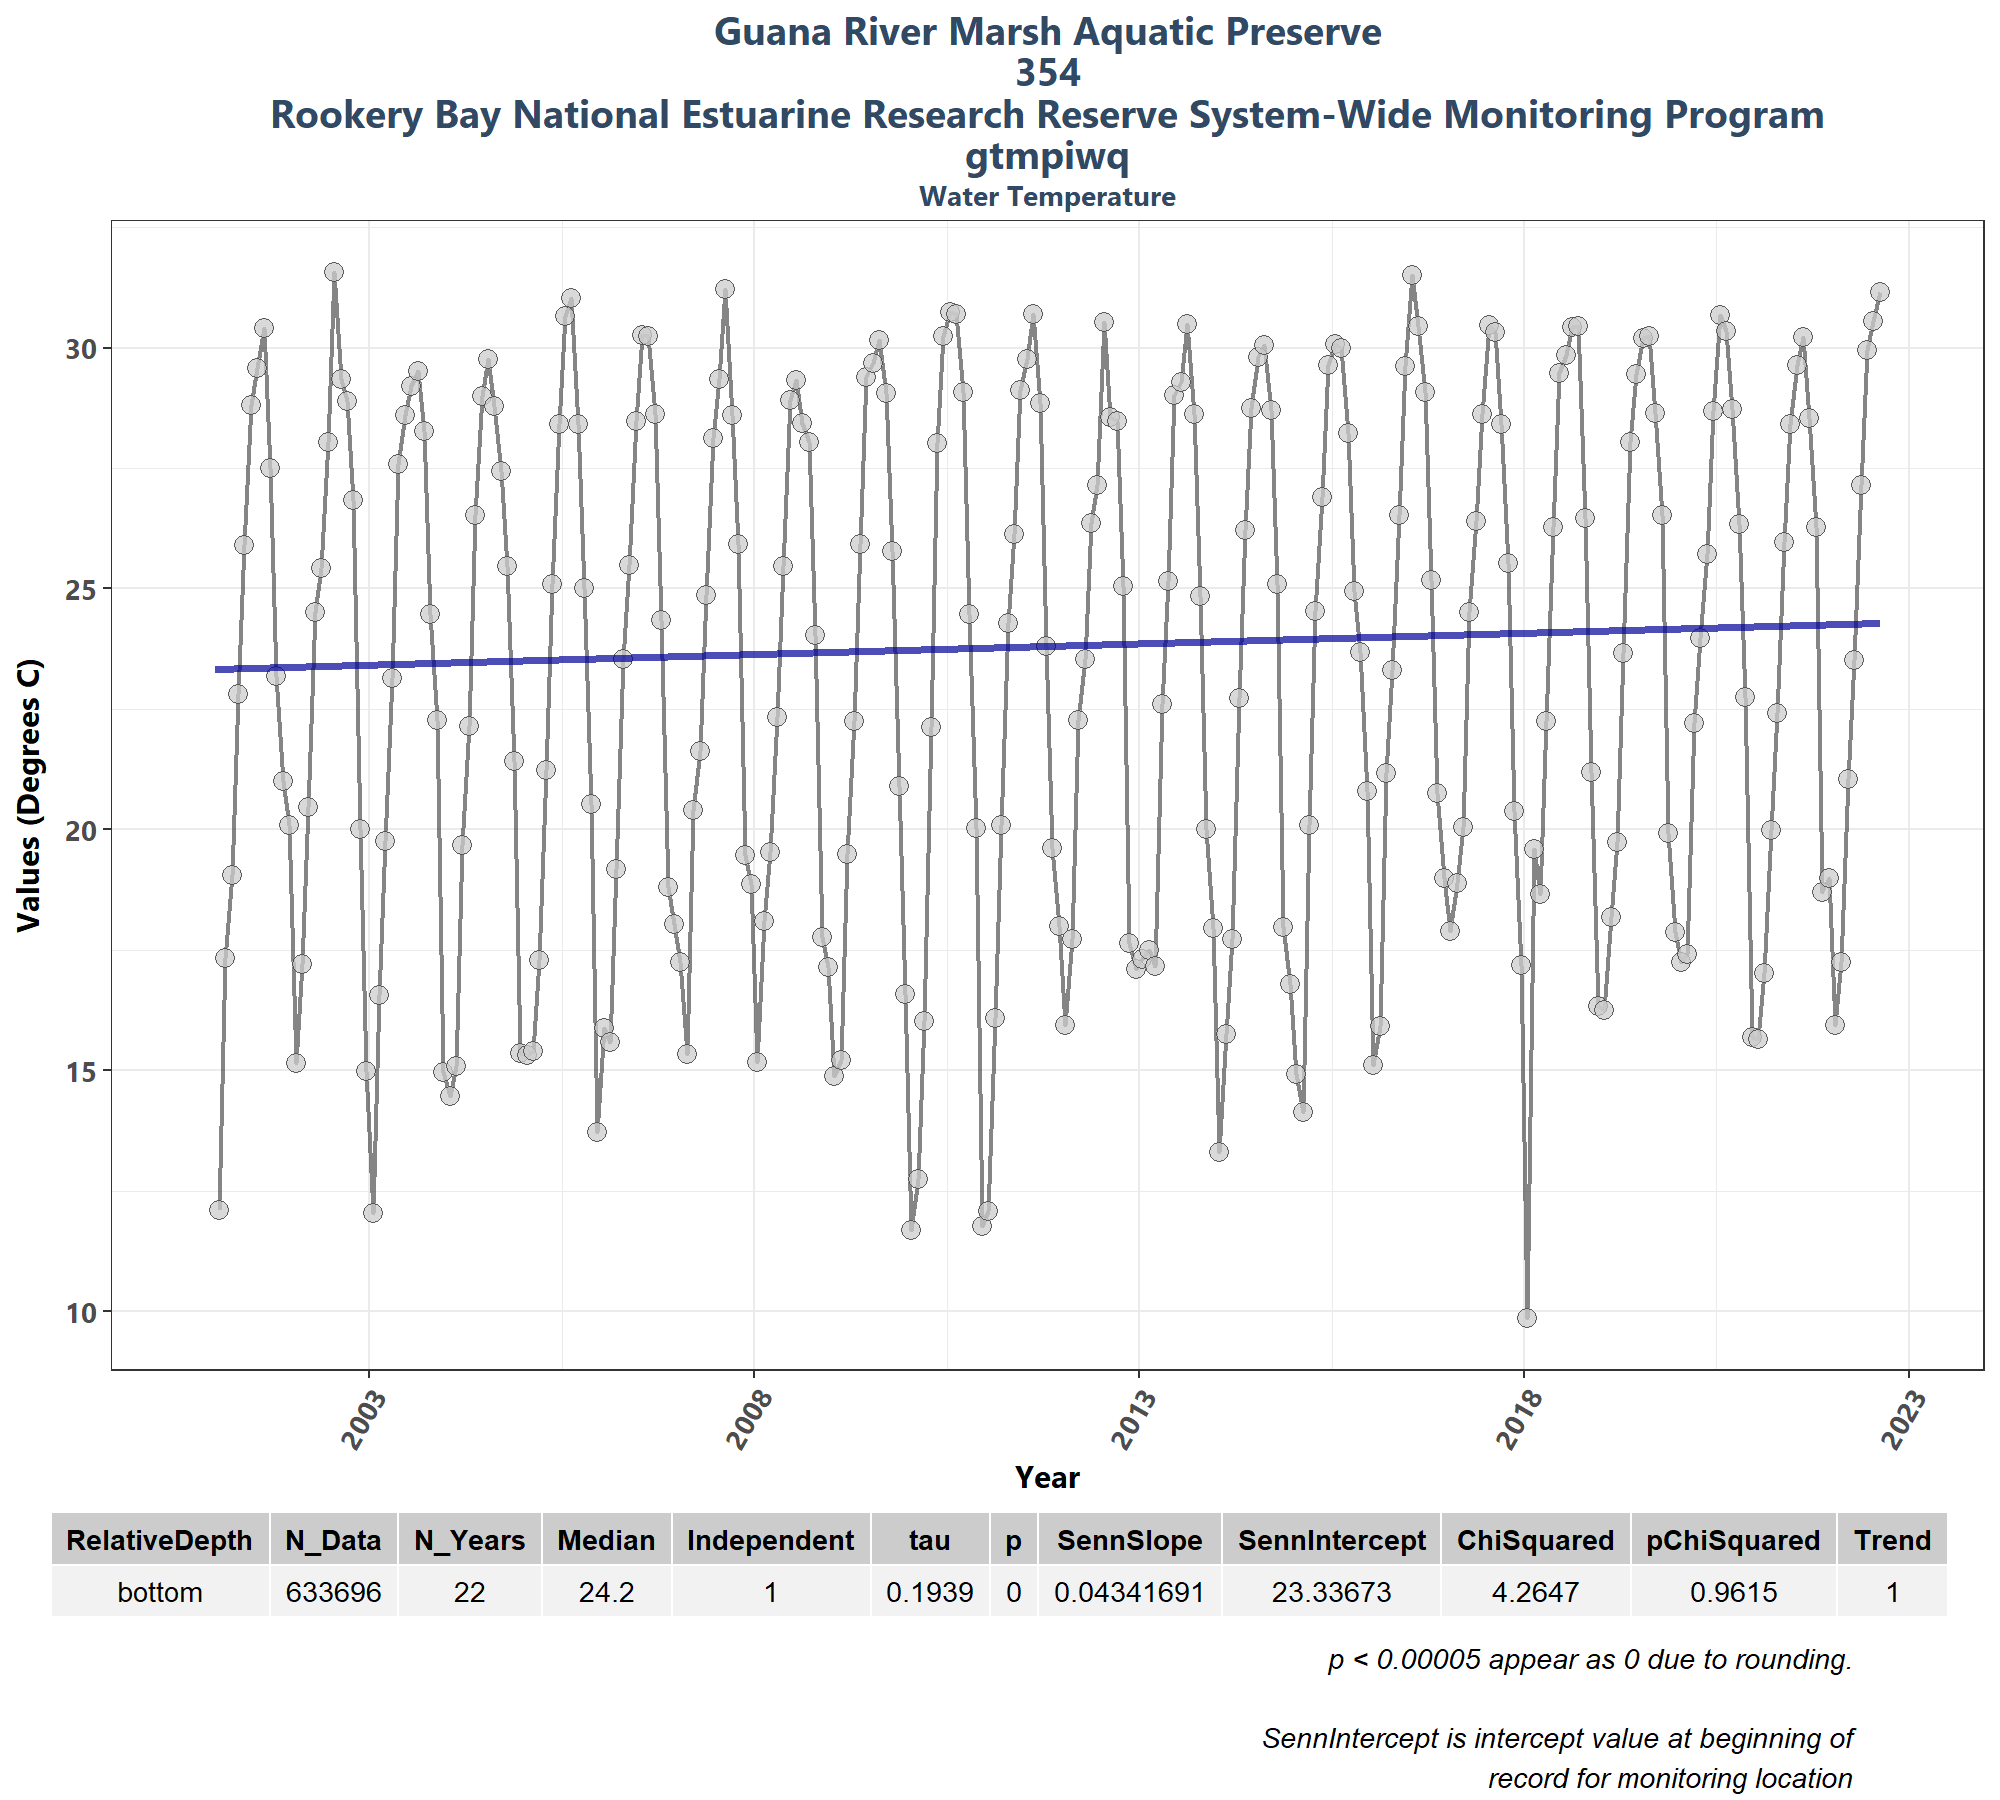 Guana River Marsh Aquatic Preserve
354
Rookery Bay National Estuarine Research Reserve System-Wide Monitoring Program
gtmpiwq
Water Temperature
Values (Degrees C)
30
25
20
15
10
2003
2008
2013
2018
2023
Year
RelativeDepth N_Data N_Years Median Independent tau p SennSlope SennIntercept ChiSquared pChiSquared Trend
bottom 633696 22 24.2 1 0.1939 0 0.04341691 23.33673 4.2647 0.9615 1
p < 0.00005 appear as 0 due to rounding.
SennIntercept is intercept value at beginning of
record for monitoring location